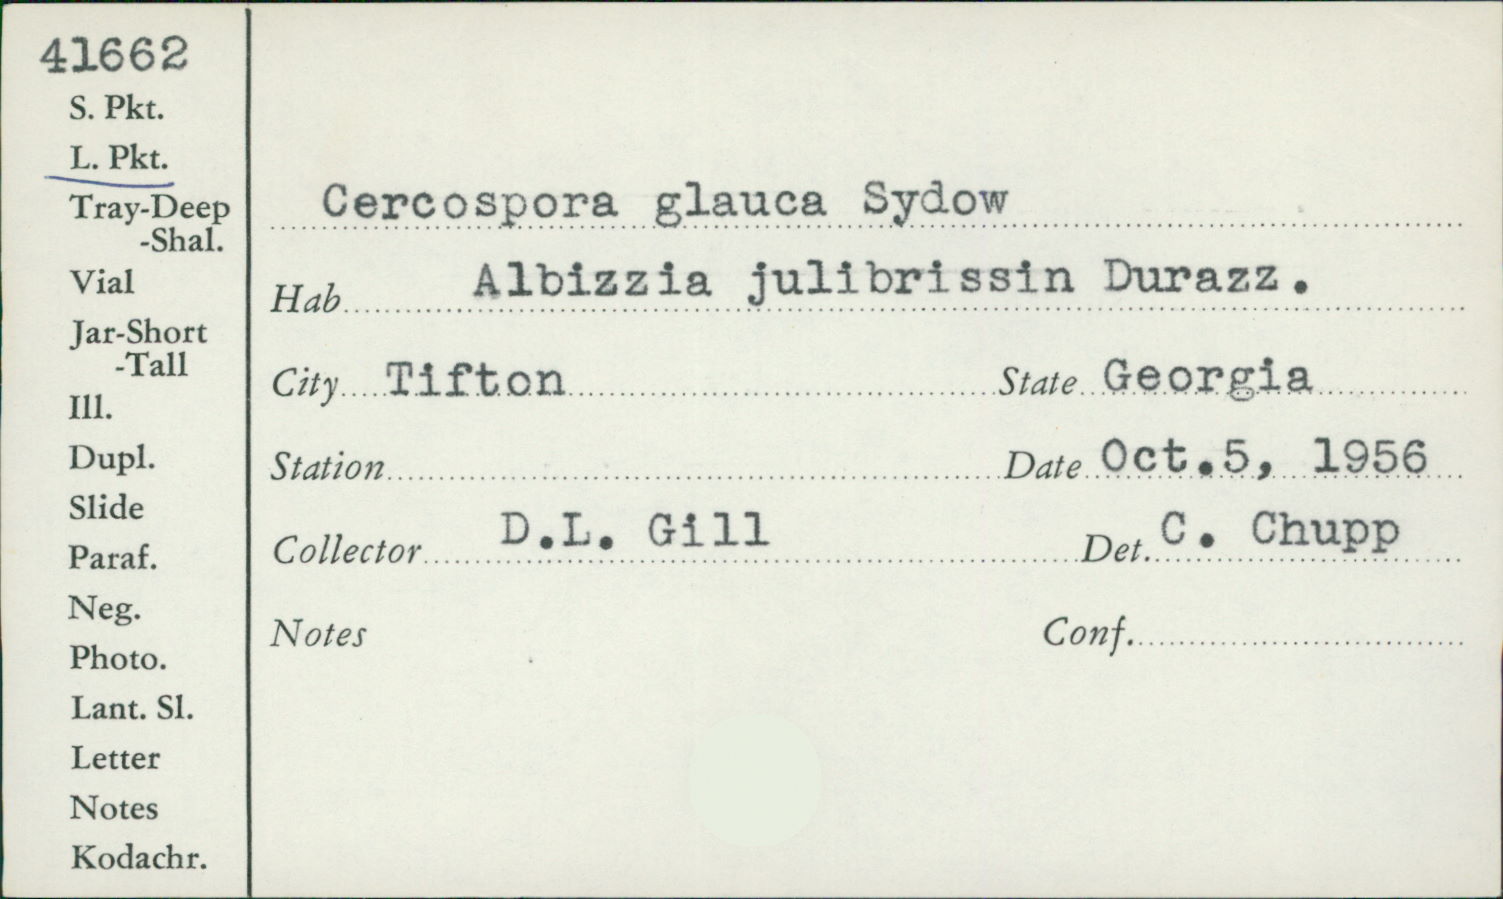 41662
S. Pkt.
L. Pkt.
Tray-Deep
-Shal.
Vial
Jar-Short
-Tall
Ill.
Dupl.
Slide
Paraf.
Neg.
Photo.
Lant. Sl.
Letter
Notes
Kodachr.
Cercospora glauca Sydow
Hab. Albizzia julibrissin Durazz.
City Tifton State Georgia
Station Date Oct.5, 1956
Collector D.L. Gill Det. C. Chupp
Notes Conf.